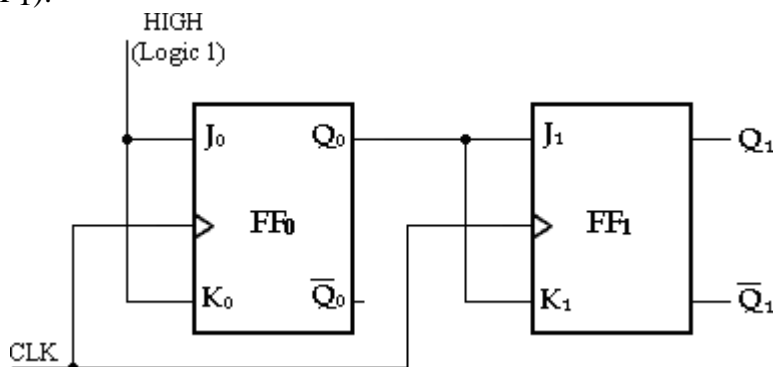 HIGH
(Logic 1)
J₀ Q₀ J₁ Q₁
FF₀ FF₁
K₀ Q̅₀ K₁ Q̅₁
CLK